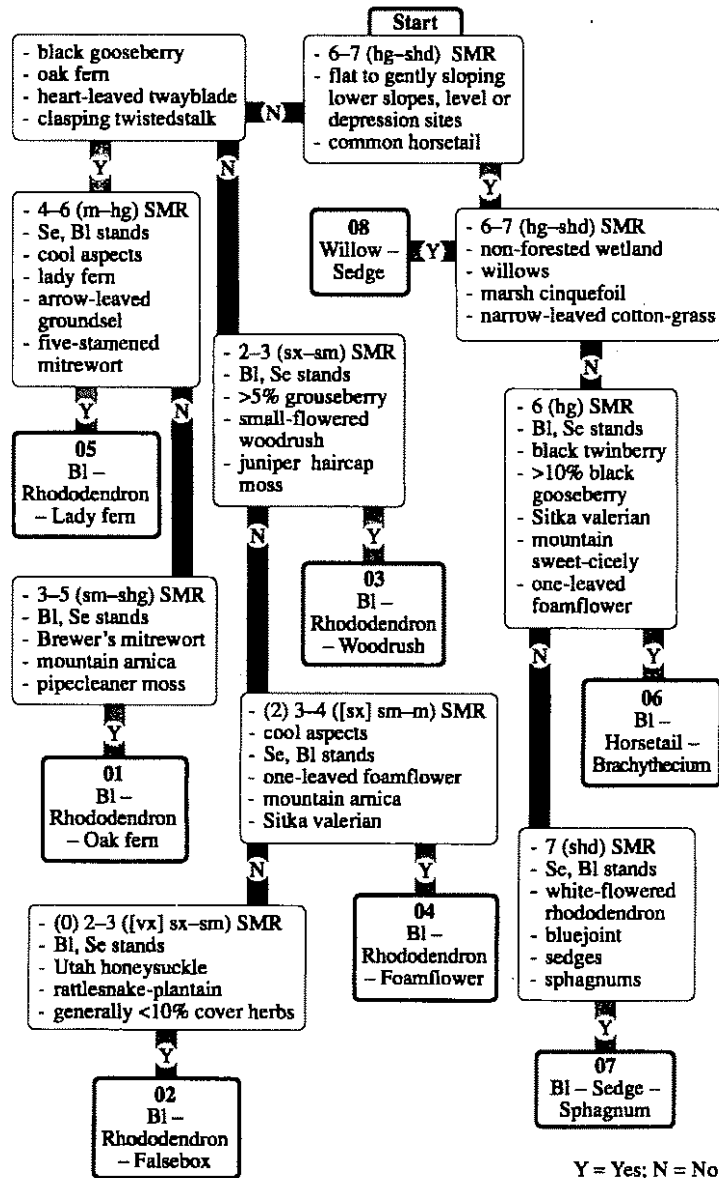 Start
- 6–7 (hg–shd) SMR
- flat to gently sloping
lower slopes, level or
depression sites
- common horsetail
N
- black gooseberry
- oak fern
- heart-leaved twayblade
- clasping twistedstalk
Y
N
Y
- 4–6 (m–hg) SMR
- Se, Bl stands
- cool aspects
- lady fern
- arrow-leaved
groundsel
- five-stamened
mitrewort
08
Willow –
Sedge
Y
- 6–7 (hg–shd) SMR
- non-forested wetland
- willows
- marsh cinquefoil
- narrow-leaved cotton-grass
N
- 2–3 (sx–sm) SMR
- Bl, Se stands
- >5% grouseberry
- small-flowered
woodrush
- juniper haircap
moss
- 6 (hg) SMR
- Bl, Se stands
- black twinberry
- >10% black
gooseberry
- Sitka valerian
- mountain
sweet-cicely
- one-leaved
foamflower
Y
N
05
Bl –
Rhododendron
– Lady fern
N
Y
03
Bl –
Rhododendron
– Woodrush
- 3–5 (sm–shg) SMR
- Bl, Se stands
- Brewer's mitrewort
- mountain arnica
- pipecleaner moss
N
Y
06
Bl –
Horsetail –
Brachythecium
Y
01
Bl –
Rhododendron
– Oak fern
- (2) 3–4 ([sx] sm–m) SMR
- cool aspects
- Se, Bl stands
- one-leaved foamflower
- mountain arnica
- Sitka valerian
N
Y
04
Bl –
Rhododendron
– Foamflower
- 7 (shd) SMR
- Se, Bl stands
- white-flowered
rhododendron
- bluejoint
- sedges
- sphagnums
- (0) 2–3 ([vx] sx–sm) SMR
- Bl, Se stands
- Utah honeysuckle
- rattlesnake-plantain
- generally <10% cover herbs
Y
02
Bl –
Rhododendron
– Falsebox
Y
07
Bl – Sedge –
Sphagnum
Y = Yes; N = No